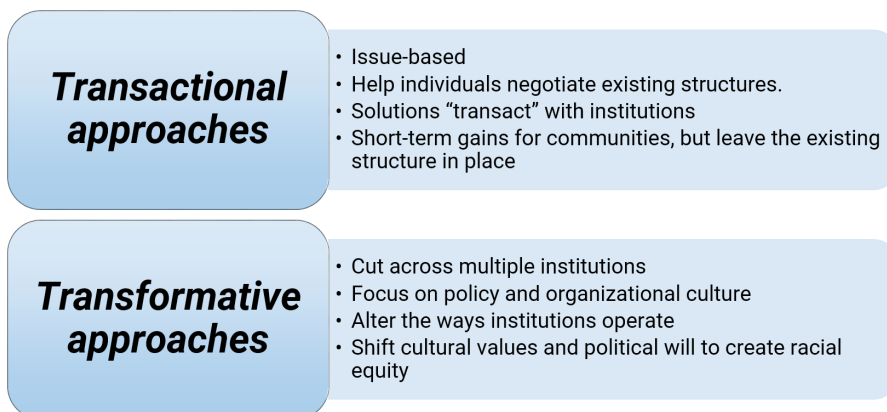 Transactional
approaches
• Issue-based
• Help individuals negotiate existing structures.
• Solutions “transact” with institutions
• Short-term gains for communities, but leave the existing
structure in place
Transformative
approaches
• Cut across multiple institutions
• Focus on policy and organizational culture
• Alter the ways institutions operate
• Shift cultural values and political will to create racial
equity